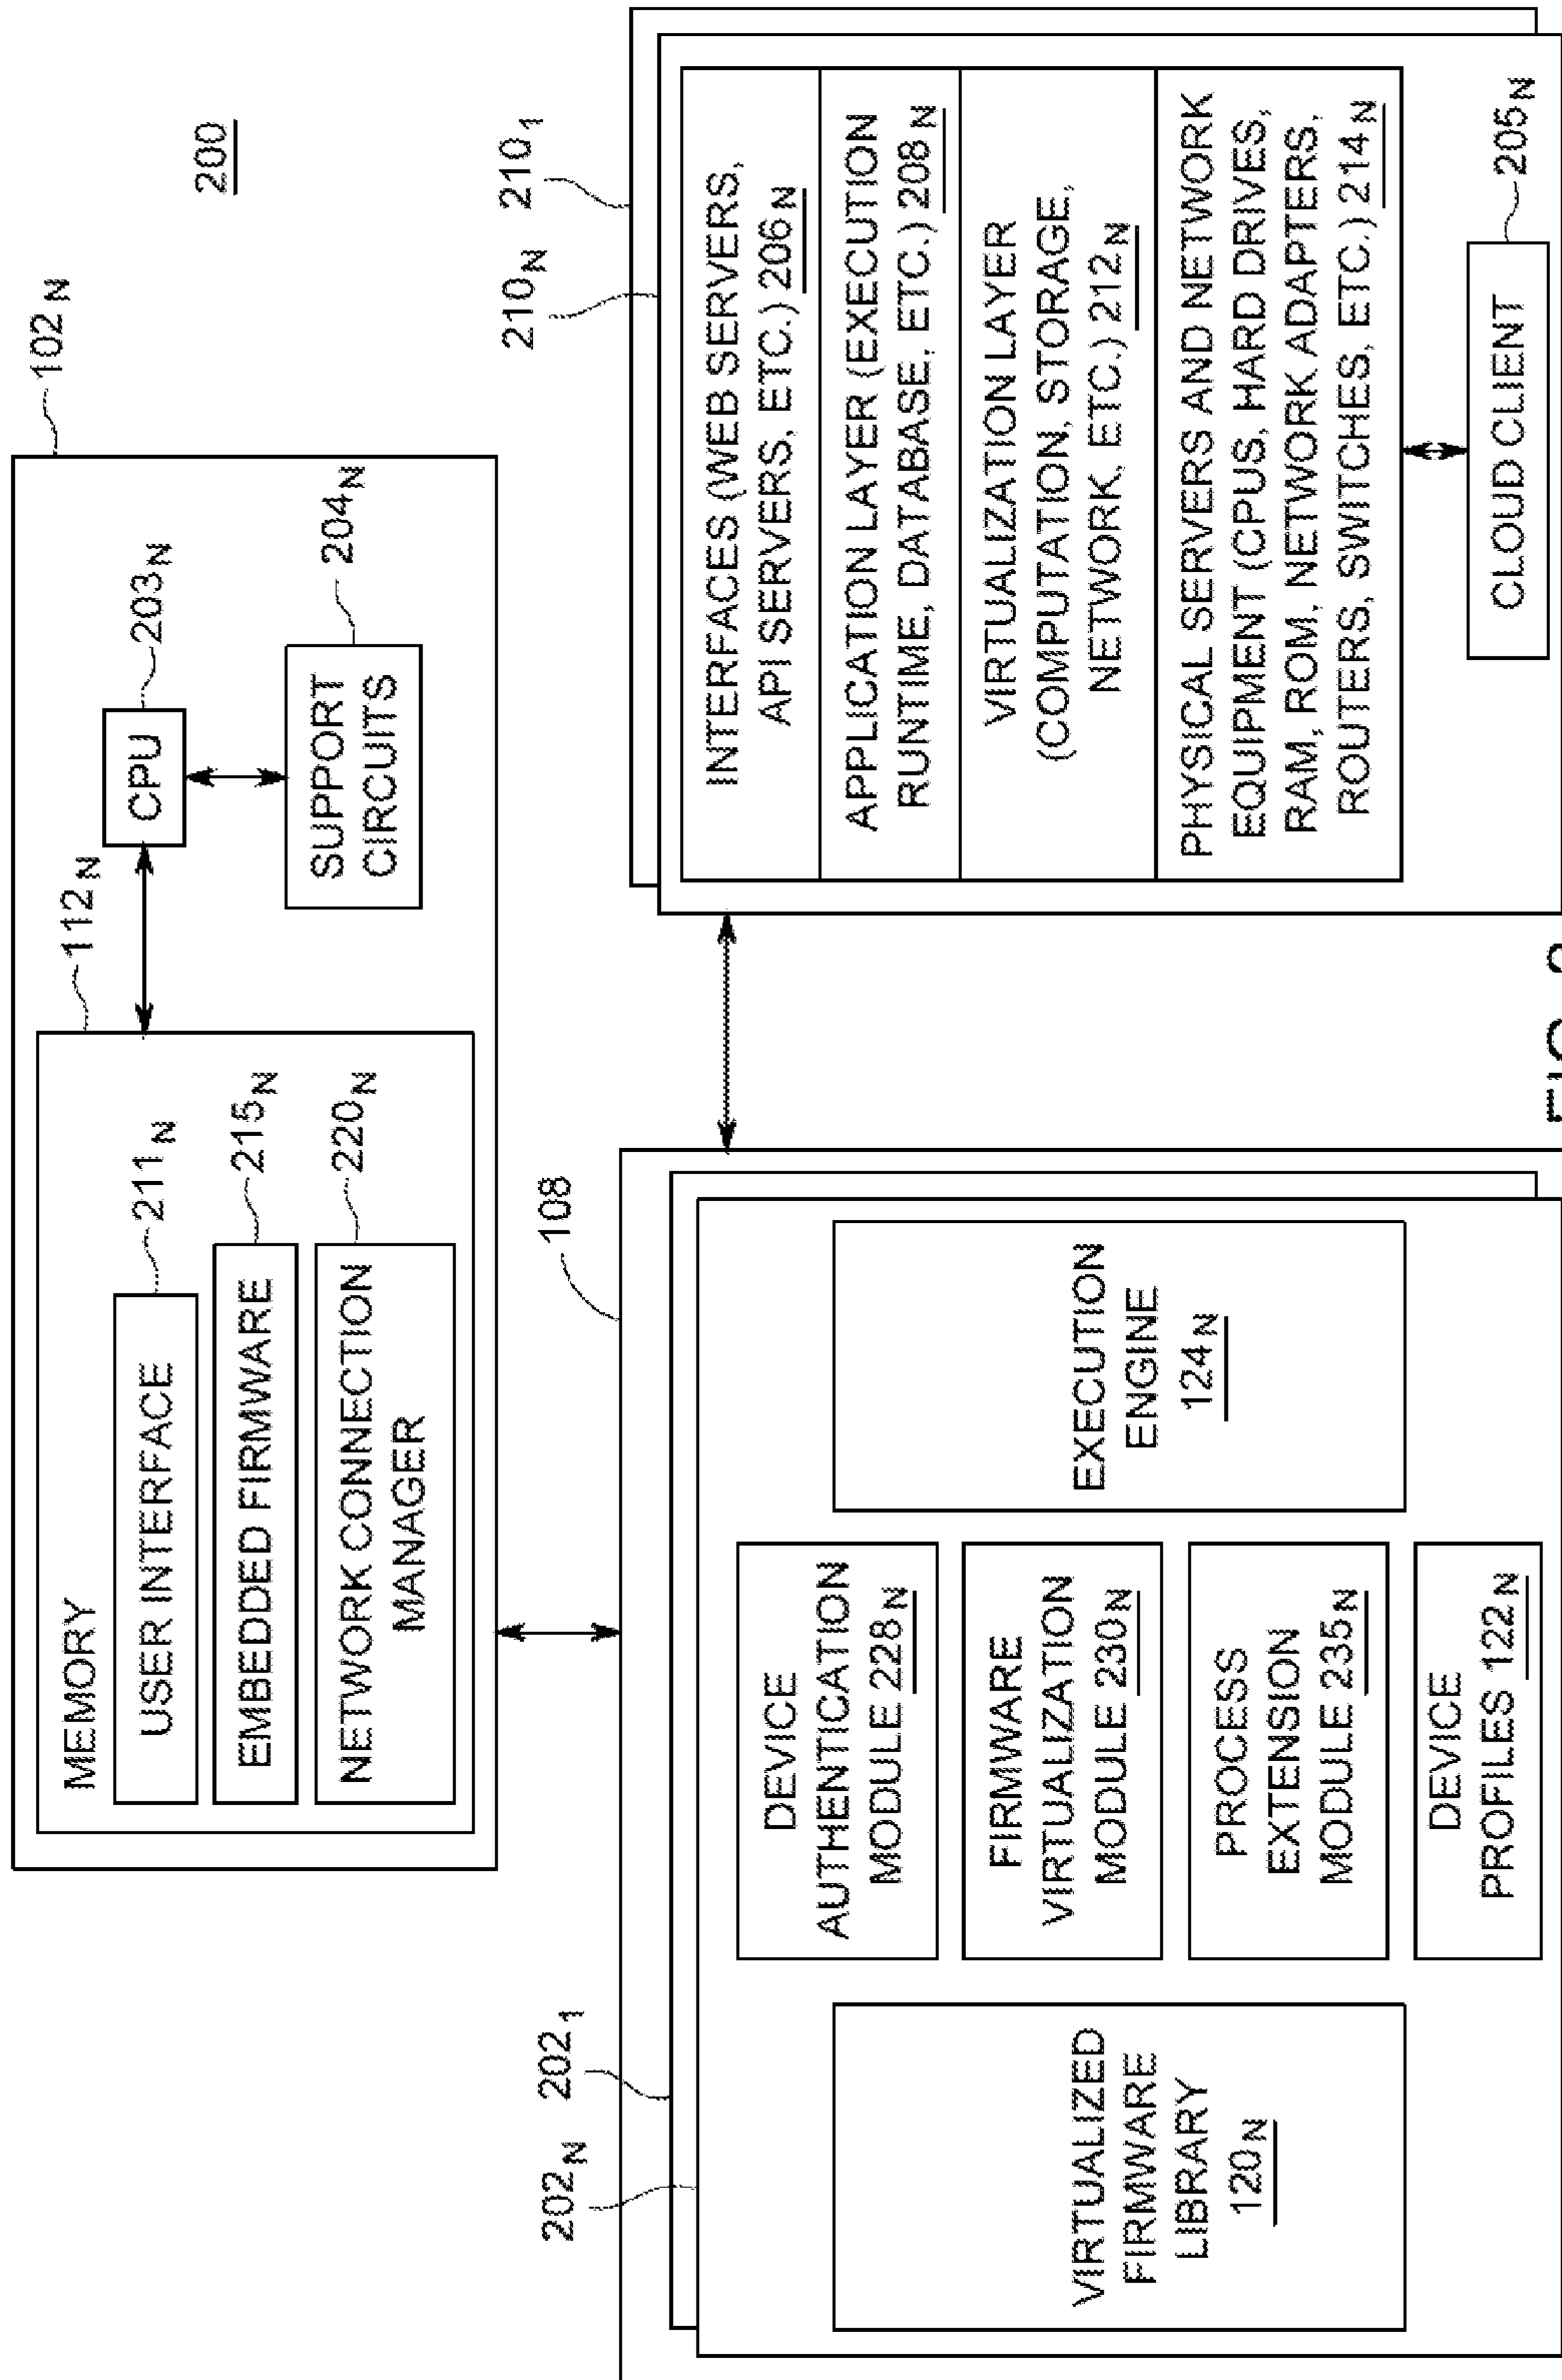 200
102N
112N
203N
CPU
204N
SUPPORT
CIRCUITS
MEMORY
211N
USER INTERFACE
215N
EMBEDDED FIRMWARE
220N
NETWORK CONNECTION
MANAGER
108
202N
2021
VIRTUALIZED
FIRMWARE
LIBRARY
120N
DEVICE
AUTHENTICATION
MODULE 228N
FIRMWARE
VIRTUALIZATION
MODULE 230N
PROCESS
EXTENSION
MODULE 235N
DEVICE
PROFILES 122N
EXECUTION
ENGINE
124N
210N
2101
INTERFACES (WEB SERVERS,
API SERVERS, ETC.) 206N
APPLICATION LAYER (EXECUTION
RUNTIME, DATABASE, ETC.) 208N
VIRTUALIZATION LAYER
(COMPUTATION, STORAGE,
NETWORK, ETC.) 212N
PHYSICAL SERVERS AND NETWORK
EQUIPMENT (CPUS, HARD DRIVES,
RAM, ROM, NETWORK ADAPTERS,
ROUTERS, SWITCHES, ETC.) 214N
CLOUD CLIENT
205N